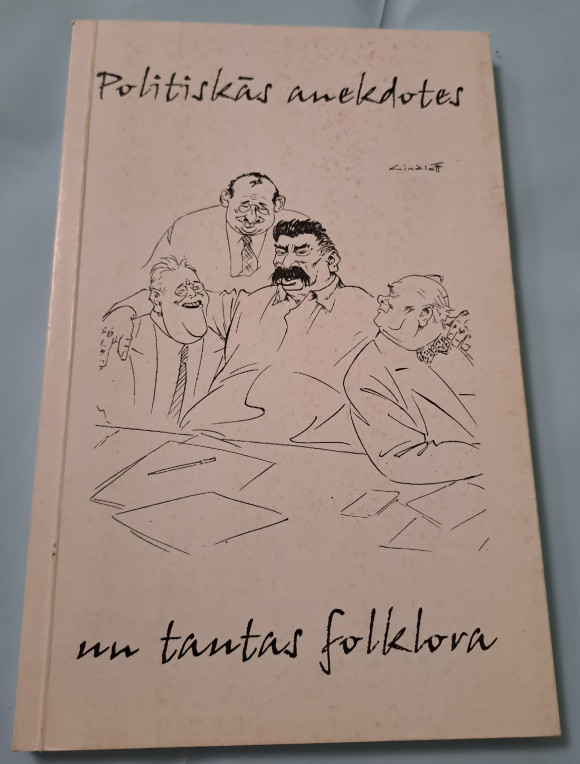 Politiskās anekdotes
un tautas folklora